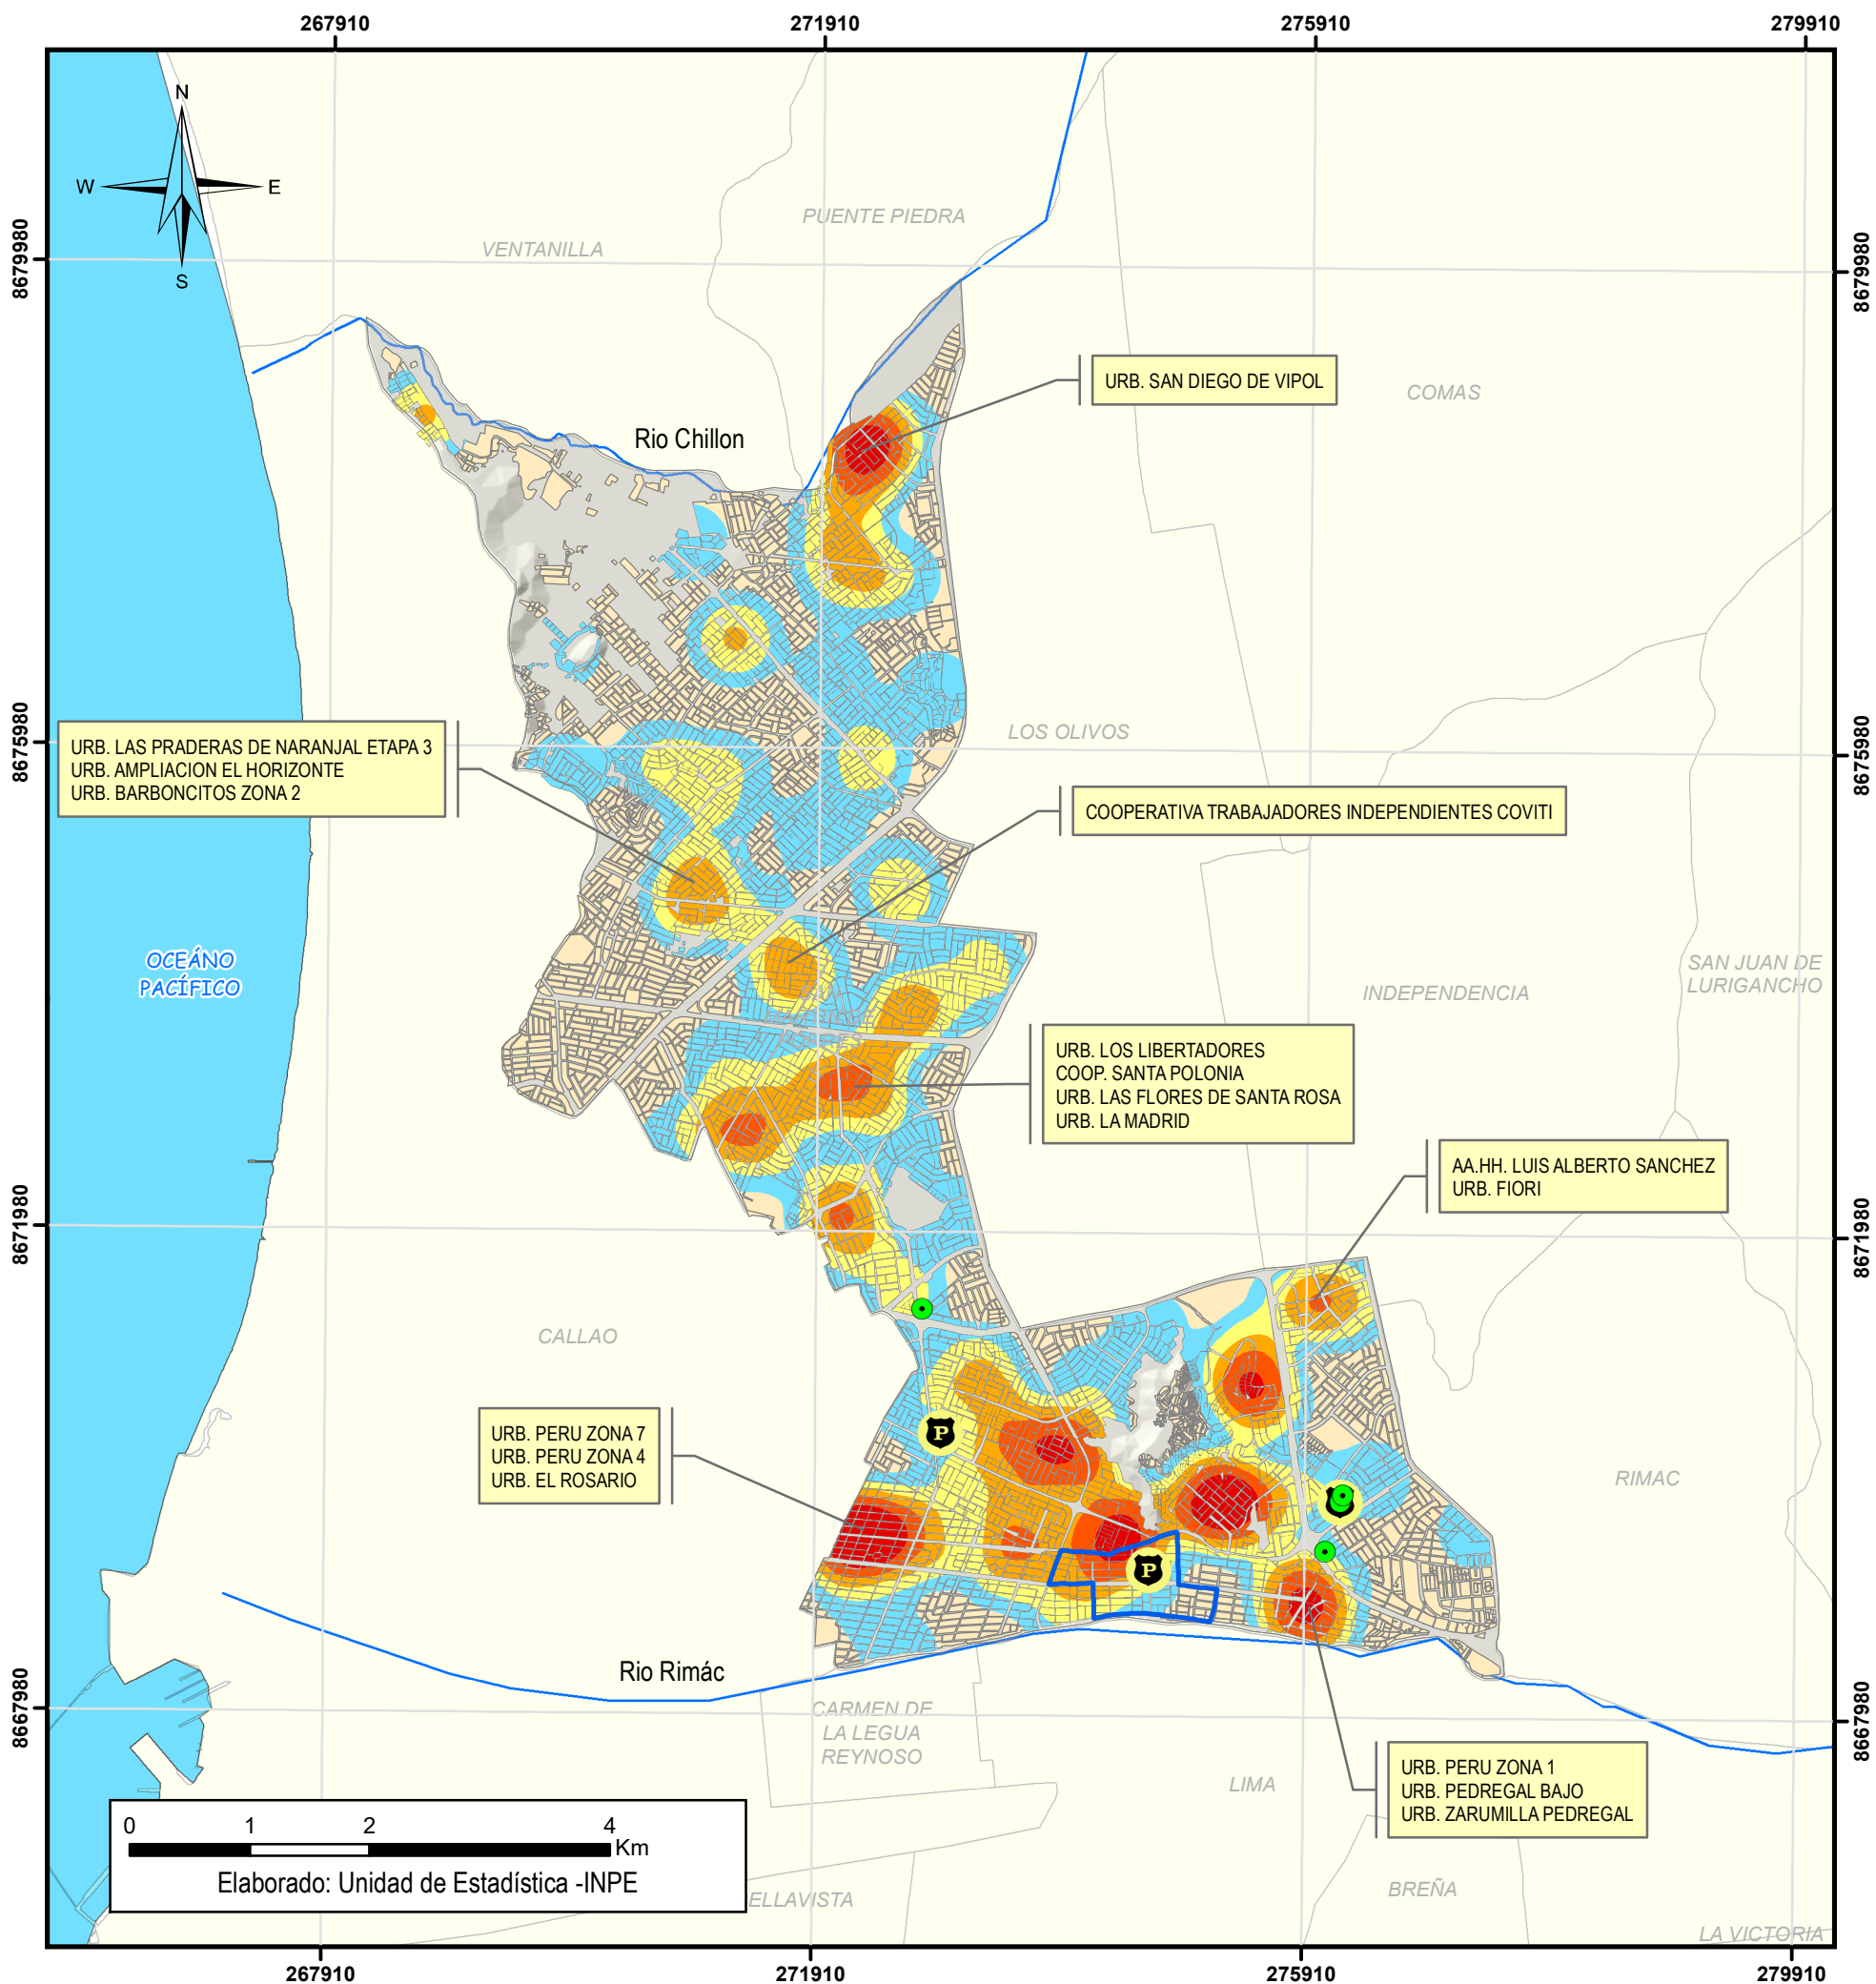 267910
271910
275910
279910
N
W
E
S
PUENTE PIEDRA
VENTANILLA
8679980
8679980
URB. SAN DIEGO DE VIPOL
COMAS
Rio Chillon
LOS OLIVOS
8675980
8675980
URB. LAS PRADERAS DE NARANJAL ETAPA 3
URB. AMPLIACION EL HORIZONTE
URB. BARBONCITOS ZONA 2
COOPERATIVA TRABAJADORES INDEPENDIENTES COVITI
OCEÁNO
PACÍFICO
SAN JUAN DE
LURIGANCHO
INDEPENDENCIA
URB. LOS LIBERTADORES
COOP. SANTA POLONIA
URB. LAS FLORES DE SANTA ROSA
URB. LA MADRID
AA.HH. LUIS ALBERTO SANCHEZ
URB. FIORI
8671980
8671980
CALLAO
URB. PERU ZONA 7
URB. PERU ZONA 4
URB. EL ROSARIO
P
RIMAC
P
Rio Rimác
8667980
8667980
CARMEN DE
LA LEGUA
REYNOSO
LIMA
URB. PERU ZONA 1
URB. PEDREGAL BAJO
URB. ZARUMILLA PEDREGAL
0 1 2 4
Km
Elaborado: Unidad de Estadística -INPE
ELLAVISTA
BREÑA
LA VICTORIA
267910
271910
275910
279910